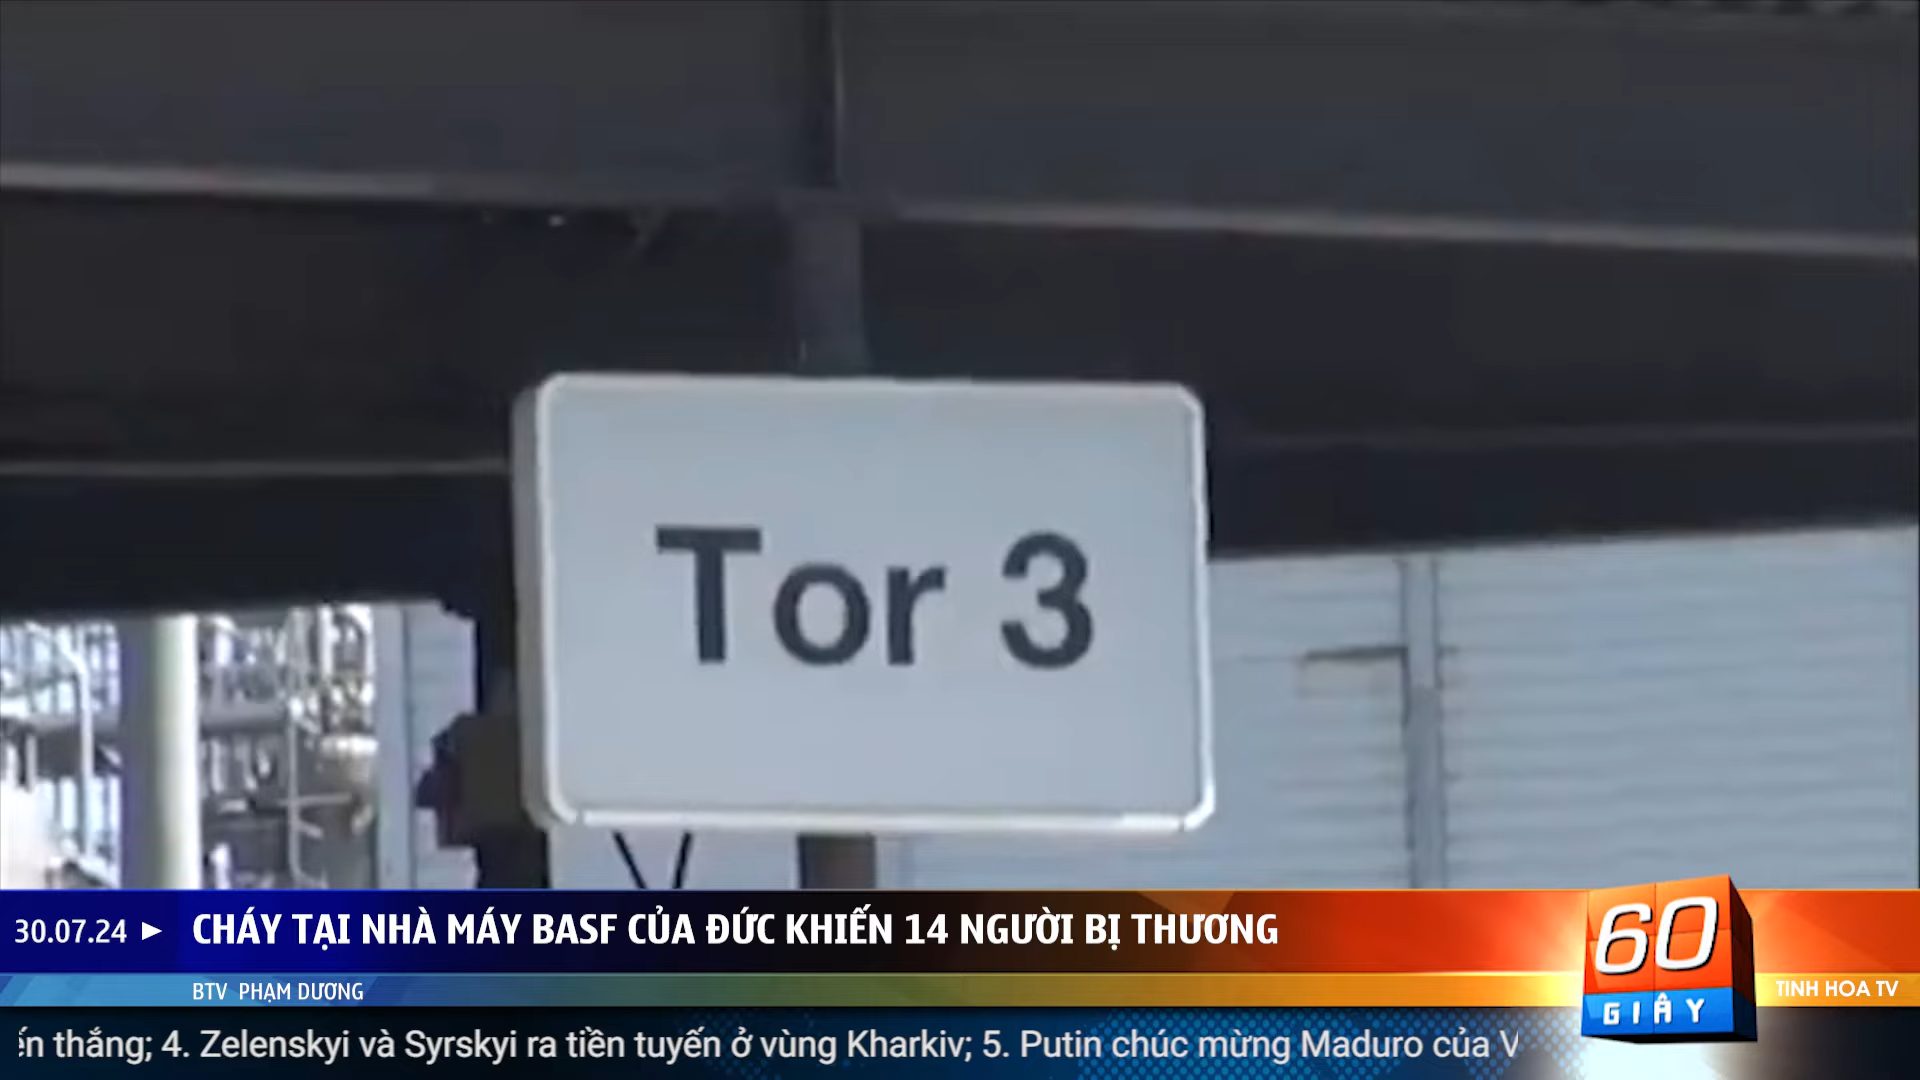 Tor 3
30.07.24
CHÁY TẠI NHÀ MÁY BASF CỦA ĐỨC KHIẾN 14 NGƯỜI BỊ THƯƠNG
BTV PHẠM DƯƠNG
60
GIÂY
TINH HOA TV
thắng; 4. Zelenskyi và Syrskyi ra tiền tuyến ở vùng Kharkiv; 5. Putin chúc mừng Maduro của